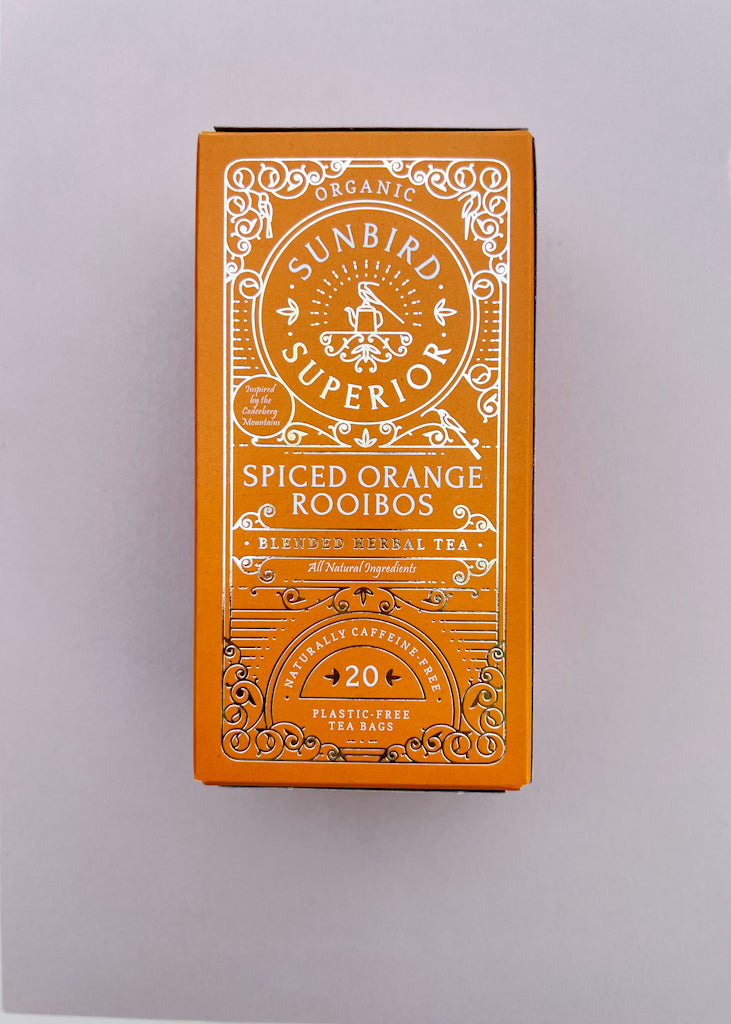 ORGANIC
SUNBIRD
SUPERIOR
Inspired
by the
Cederberg
Mountains
SPICED ORANGE
ROOIBOS
· BLENDED HERBAL TEA ·
All Natural Ingredients
· NATURALLY CAFFEINE-FREE ·
20
PLASTIC-FREE
TEA BAGS